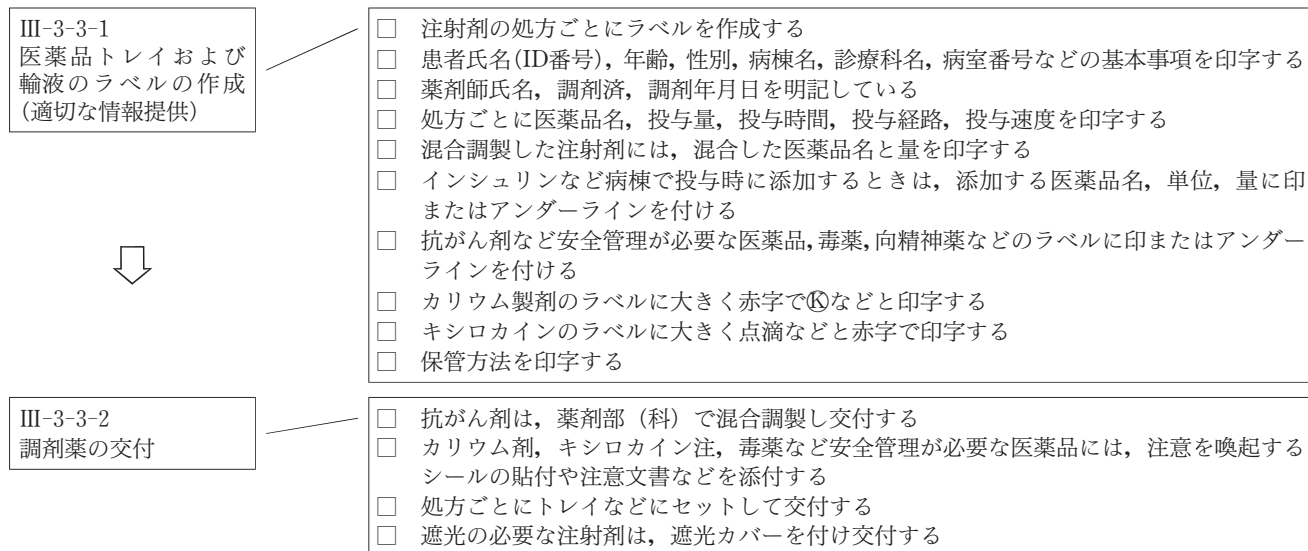 Ⅲ-3-3-1
医薬品トレイおよび
輸液のラベルの作成
(適切な情報提供)
□ 注射剤の処方ごとにラベルを作成する
□ 患者氏名(ID番号)，年齢，性別，病棟名，診療科名，病室番号などの基本事項を印字する
□ 薬剤師氏名，調剤済，調剤年月日を明記している
□ 処方ごとに医薬品名，投与量，投与時間，投与経路，投与速度を印字する
□ 混合調製した注射剤には，混合した医薬品名と量を印字する
□ インシュリンなど病棟で投与時に添加するときは，添加する医薬品名，単位，量に印
またはアンダーラインを付ける
□ 抗がん剤など安全管理が必要な医薬品，毒薬，向精神薬などのラベルに印またはアンダー
ラインを付ける
□ カリウム製剤のラベルに大きく赤字でⓀなどと印字する
□ キシロカインのラベルに大きく点滴などと赤字で印字する
□ 保管方法を印字する
Ⅲ-3-3-2
調剤薬の交付
□ 抗がん剤は，薬剤部（科）で混合調製し交付する
□ カリウム剤，キシロカイン注，毒薬など安全管理が必要な医薬品には，注意を喚起する
シールの貼付や注意文書などを添付する
□ 処方ごとにトレイなどにセットして交付する
□ 遮光の必要な注射剤は，遮光カバーを付け交付する